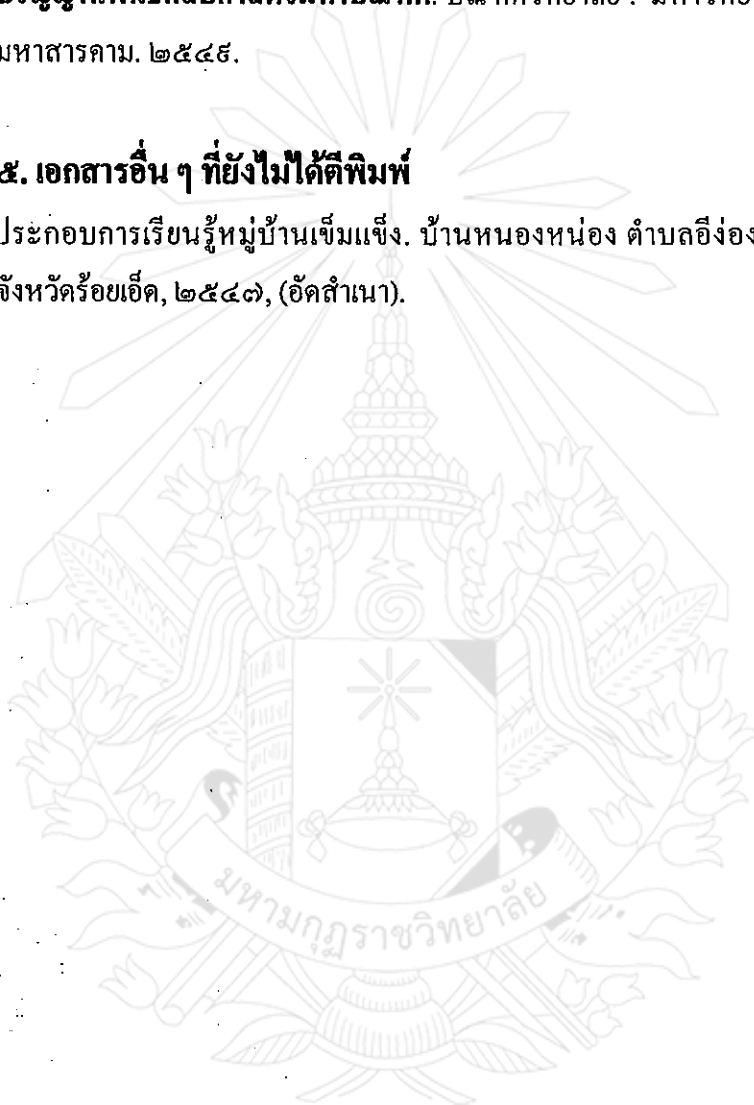 มหาสารคาม. ๒๕๔๙.
๕. เอกสารอื่น ๆ ที่ยังไม่ได้ตีพิมพ์
ประกอบการเรียนรู้หมู่บ้านเข็มแข็ง. บ้านหนองหน่อง ตำบลอีง่อง
จังหวัดร้อยเอ็ด, ๒๕๔๗, (อัดสำเนา).
มหามกุฏราชวิทยาลัย